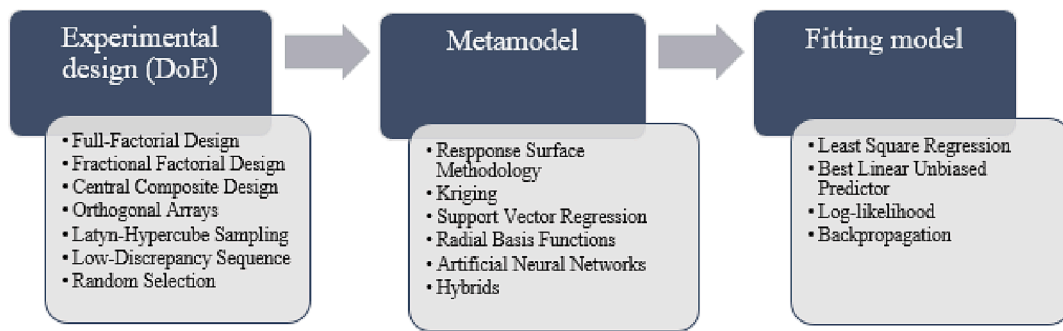 Experimental
design (DoE)
• Full-Factorial Design
• Fractional Factorial Design
• Central Composite Design
• Orthogonal Arrays
• Latyn-Hypercube Sampling
• Low-Discrepancy Sequence
• Random Selection
Metamodel
• Respponse Surface
Methodology
• Kriging
• Support Vector Regression
• Radial Basis Functions
• Artificial Neural Networks
• Hybrids
Fitting model
• Least Square Regression
• Best Linear Unbiased
Predictor
• Log-likelihood
• Backpropagation